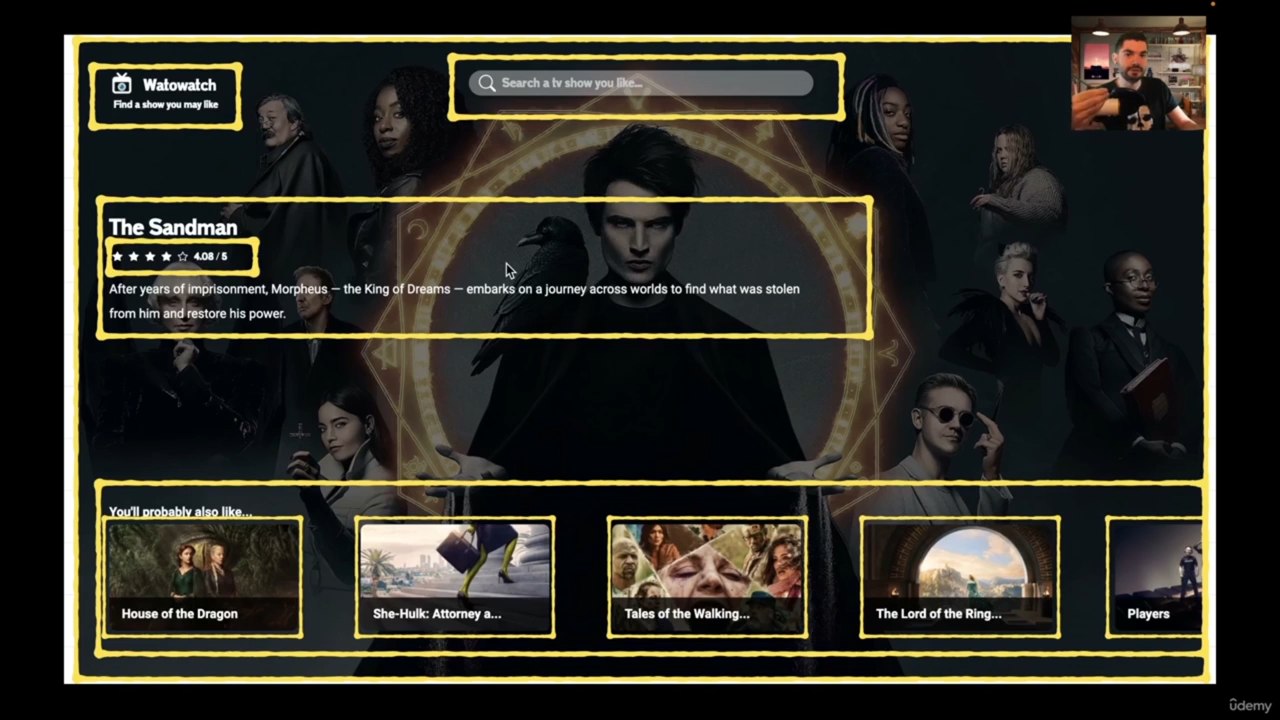 Watowatch
Find a show you may like
Search a tv show you like...
The Sandman
4.08 / 5
After years of imprisonment, Morpheus — the King of Dreams — embarks on a journey across worlds to find what was stolen
from him and restore his power.
You'll probably also like...
House of the Dragon
She-Hulk: Attorney a...
Tales of the Walking...
The Lord of the Ring...
Players
ûdemy